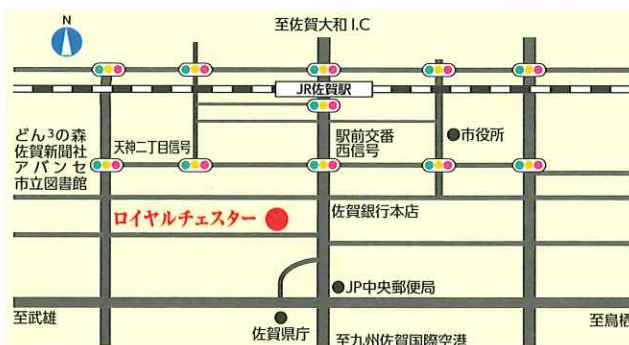 至佐賀大和 I.C
N
JR佐賀駅
どん³の森
佐賀新聞社
アバンセ
市立図書館
天神二丁目信号
駅前交番
西信号
市役所
ロイヤルチェスター
佐賀銀行本店
JP中央郵便局
至武雄
佐賀県庁
至九州佐賀国際空港
至鳥栖